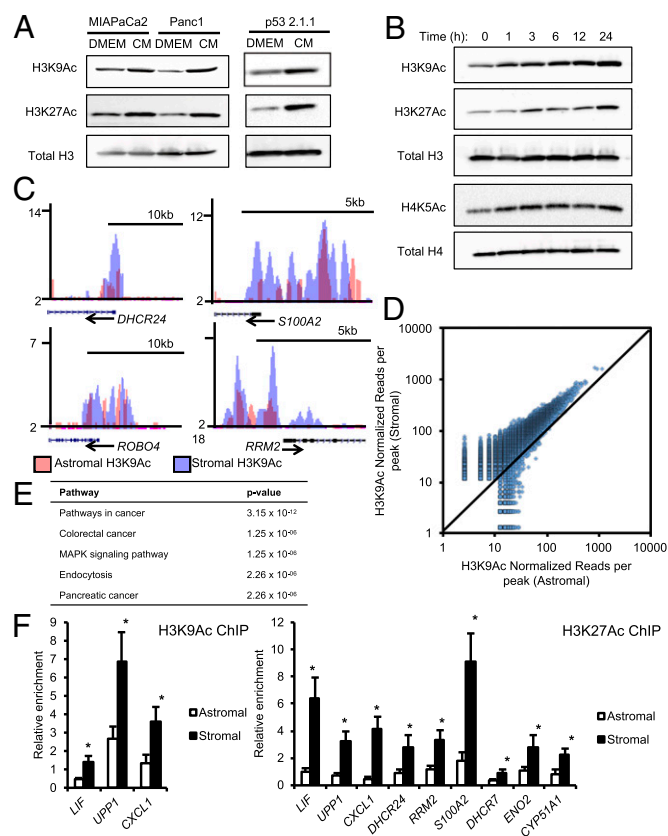 A
MIAPaCa2 Panc1 p53 2.1.1
DMEM CM DMEM CM DMEM CM
H3K9Ac
H3K27Ac
Total H3
B
Time (h): 0 1 3 6 12 24
H3K9Ac
H3K27Ac
Total H3
H4K5Ac
Total H4
C
14
10kb
2
DHCR24
12
5kb
2
S100A2
7
10kb
2
ROBO4
5kb
2
18
RRM2
Astromal H3K9Ac Stromal H3K9Ac
D
H3K9Ac Normalized Reads per
peak (Stromal)
10000
1000
100
10
1
1 10 100 1000 10000
H3K9Ac Normalized Reads per
peak (Astromal)
E
Pathway p-value
Pathways in cancer 3.15 x 10-12
Colorectal cancer 1.25 x 10-06
MAPK signaling pathway 1.25 x 10-06
Endocytosis 2.26 x 10-06
Pancreatic cancer 2.26 x 10-06
F
H3K9Ac ChIP
Relative enrichment
9
8
7
6
5
4
3
2
1
0
* * *
Astromal
Stromal
LIF UPP1 CXCL1
H3K27Ac ChIP
Relative enrichment
12
10
8
6
4
2
0
* * * * * * * * *
Astromal
Stromal
LIF UPP1 CXCL1 DHCR24 RRM2 S100A2 DHCR7 ENO2 CYP51A1